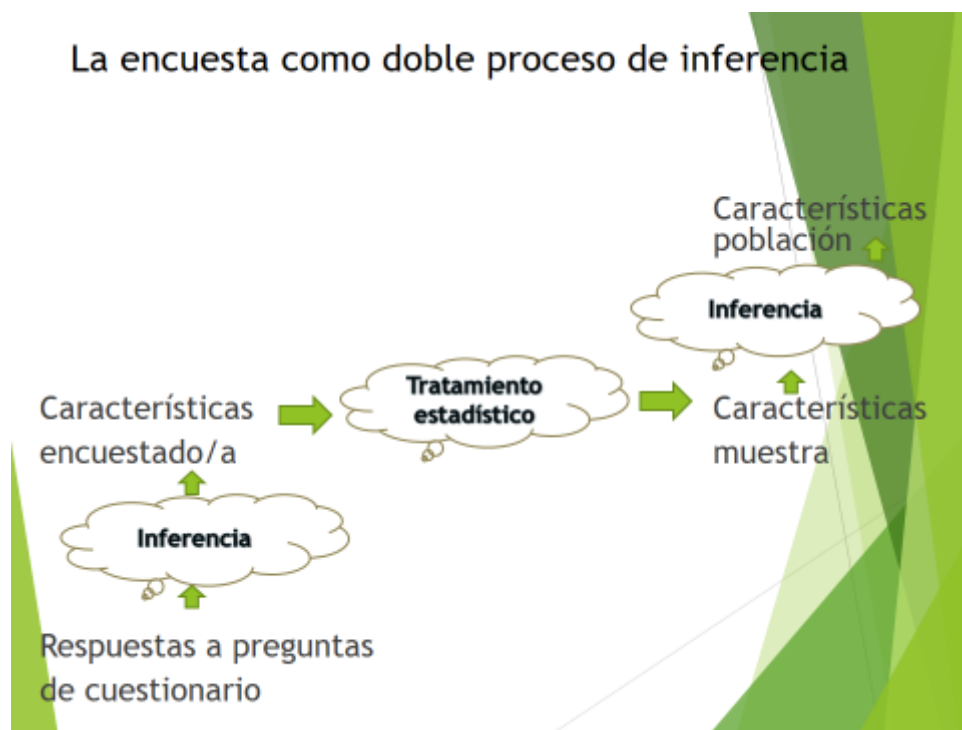 La encuesta como doble proceso de inferencia
Características
población
Inferencia
Tratamiento
estadístico
Características
encuestado/a
Características
muestra
Inferencia
Respuestas a preguntas
de cuestionario